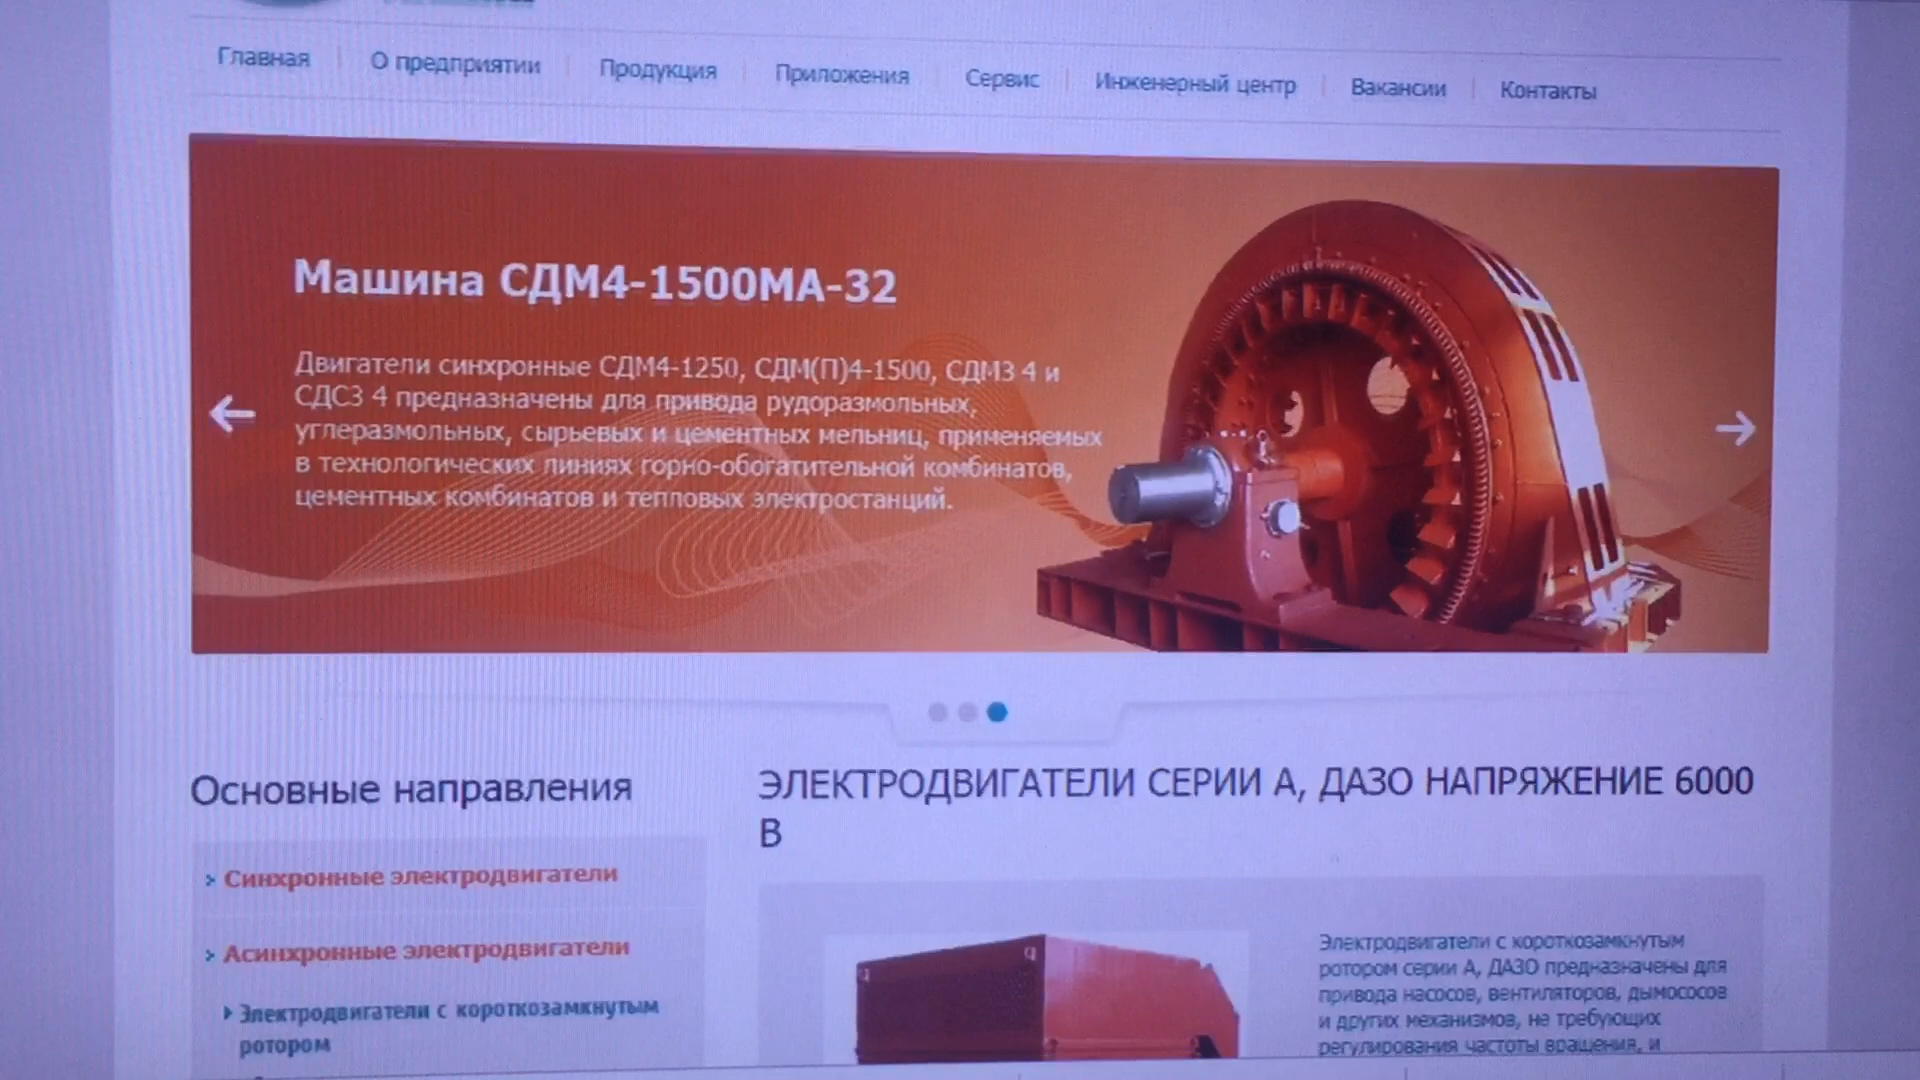 Главная
О предприятии
Продукция
Приложения
Сервис
Инженерный центр
Вакансии
Контакты
Машина СДМ4-1500МА-32
Двигатели синхронные СДМ4-1250, СДМ(П)4-1500, СДМЗ 4 и
СДСЗ 4 предназначены для привода рудоразмольных,
углеразмольных, сырьевых и цементных мельниц, применяемых
в технологических линиях горно-обогатительной комбинатов,
цементных комбинатов и тепловых электростанций.
Основные направления
Синхронные электродвигатели
Асинхронные электродвигатели
Электродвигатели с короткозамкнутым
ротором
ЭЛЕКТРОДВИГАТЕЛИ СЕРИИ А, ДАЗО НАПРЯЖЕНИЕ 6000
В
Электродвигатели с короткозамкнутым
ротором серии А, ДАЗО предназначены для
привода насосов, вентиляторов, дымососов
и других механизмов, не требующих
регулирования частоты вращения, и